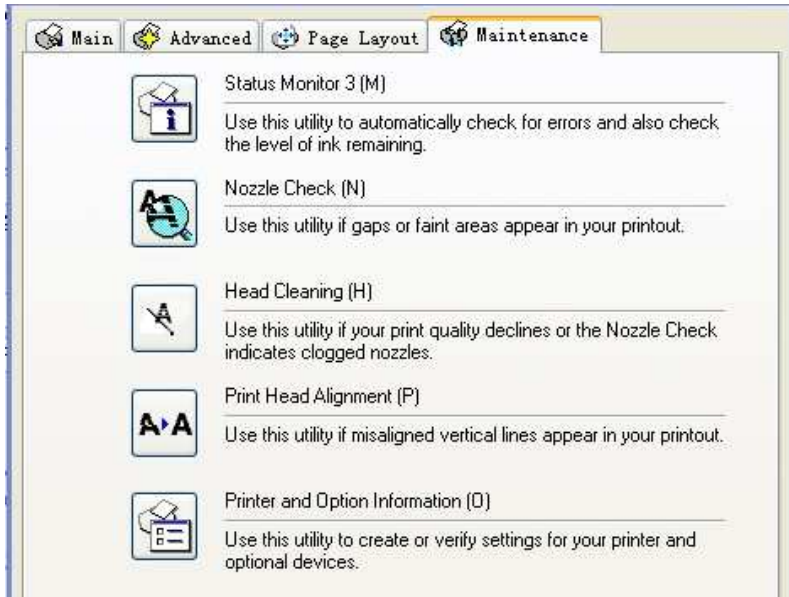 Main Advanced Page Layout Maintenance
Status Monitor 3 (M)
Use this utility to automatically check for errors and also check
the level of ink remaining.
Nozzle Check (N)
Use this utility if gaps or faint areas appear in your printout.
Head Cleaning (H)
Use this utility if your print quality declines or the Nozzle Check
indicates clogged nozzles.
Print Head Alignment (P)
Use this utility if misaligned vertical lines appear in your printout.
Printer and Option Information (O)
Use this utility to create or verify settings for your printer and
optional devices.